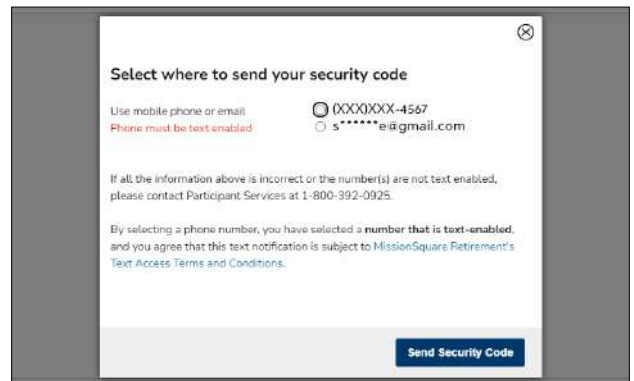 Select where to send your security code
Use mobile phone or email
(XXX)XXX-4567
Phone must be text enabled
s******e@gmail.com
If all the information above is incorrect or the number(s) are not text enabled,
please contact Participant Services at 1-800-392-0925.
By selecting a phone number, you have selected a number that is text-enabled,
and you agree that this text notification is subject to MissionSquare Retirement's
Text Access Terms and Conditions.
Send Security Code